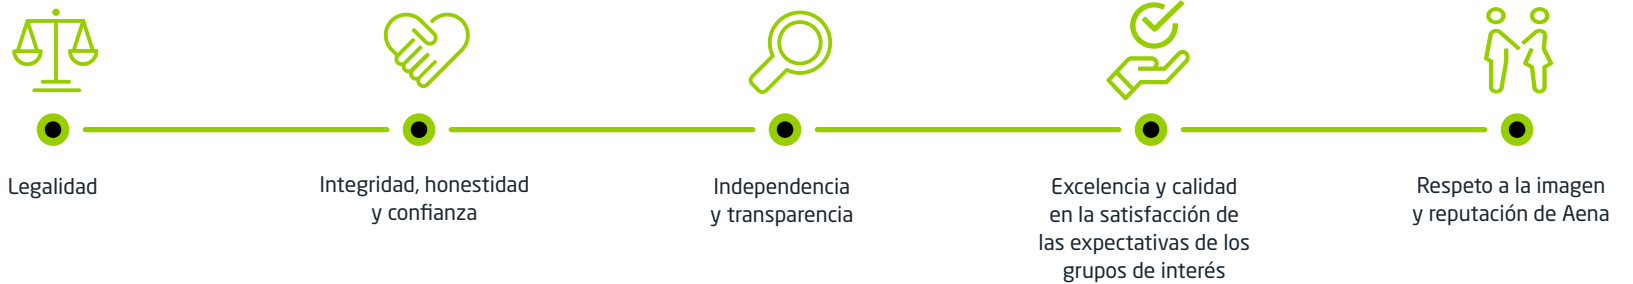 Legalidad
Integridad, honestidad
y confianza
Independencia
y transparencia
Excelencia y calidad
en la satisfacción de
las expectativas de los
grupos de interés
Respeto a la imagen
y reputación de Aena